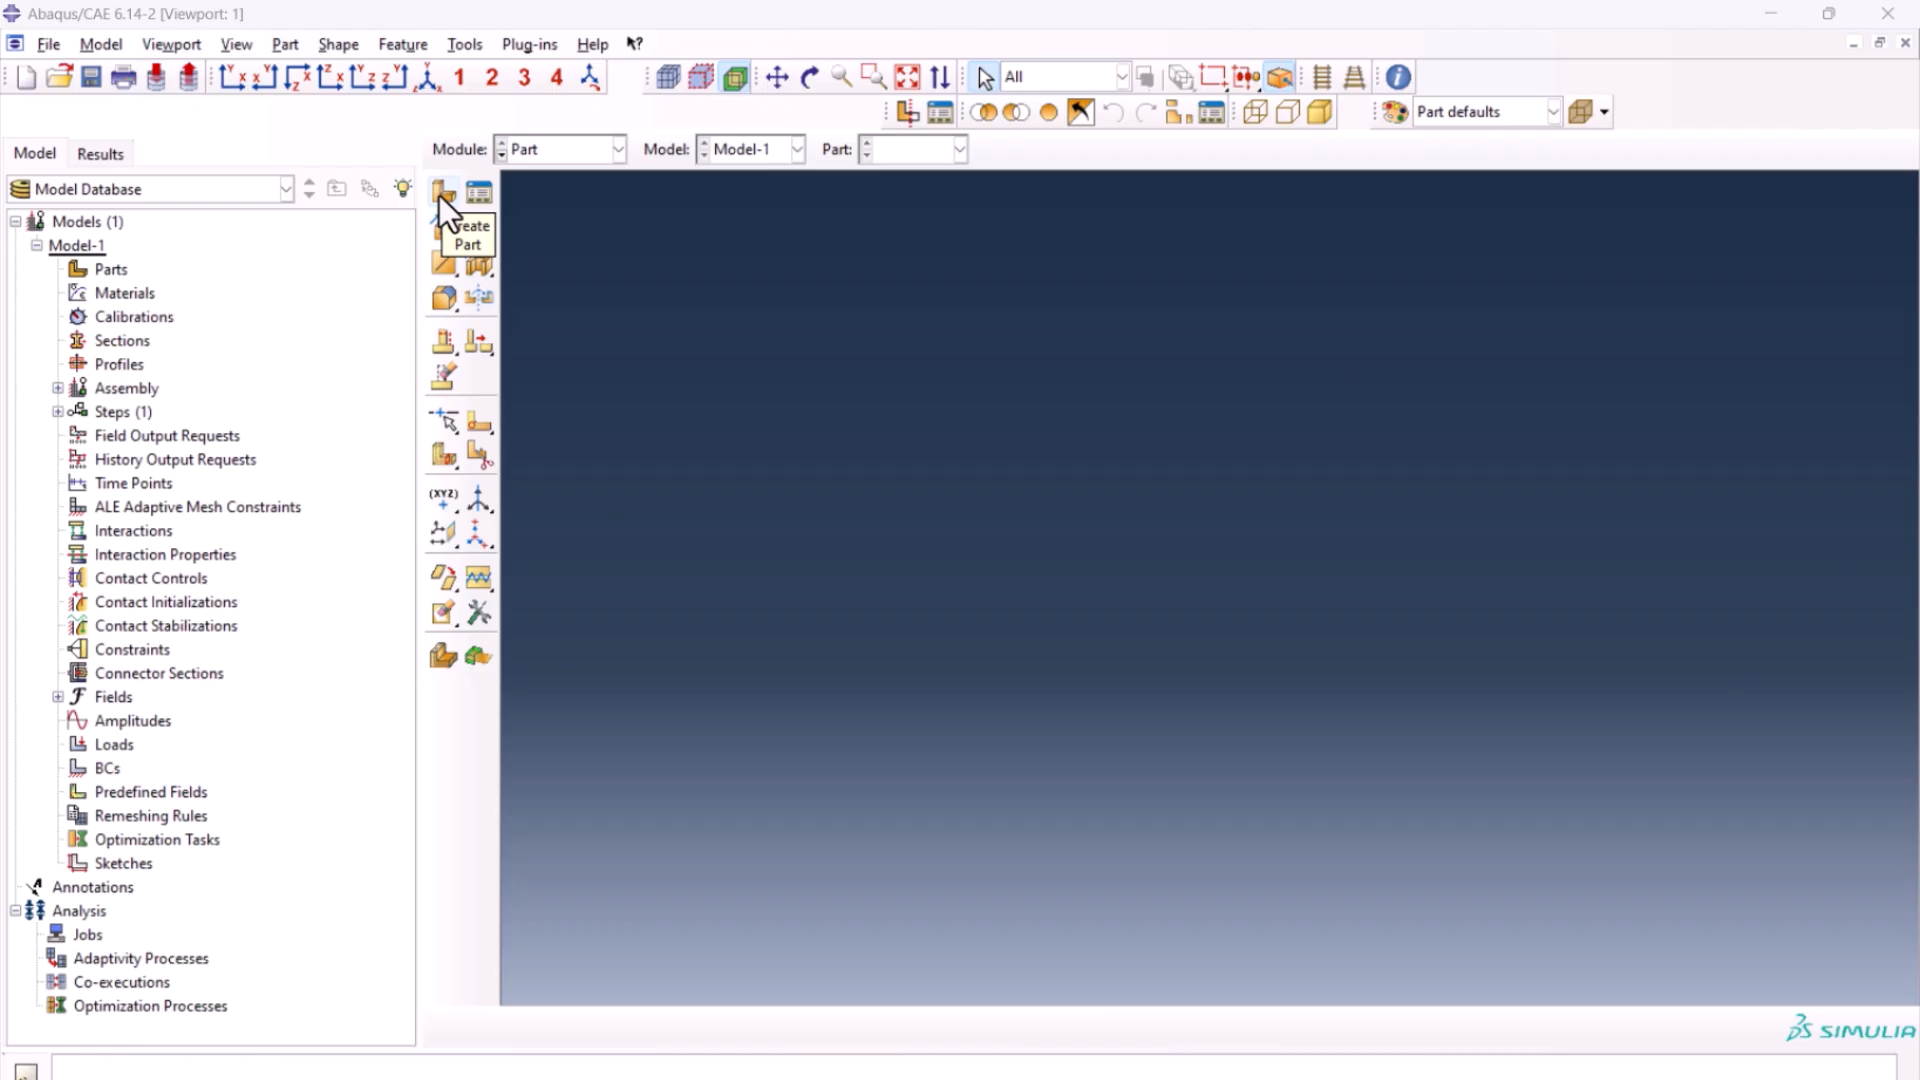 Abaqus/CAE 6.14-2 [Viewport: 1]
File Model Viewport View Part Shape Feature Tools Plug-ins Help
1 2 3 4 All
Part defaults
Model Results
Module: Part Model: Model-1 Part:
Model Database
Models (1)
Model-1
Parts
Materials
Calibrations
Sections
Profiles
Assembly
Steps (1)
Field Output Requests
History Output Requests
Time Points
ALE Adaptive Mesh Constraints
Interactions
Interaction Properties
Contact Controls
Contact Initializations
Contact Stabilizations
Constraints
Connector Sections
Fields
Amplitudes
Loads
BCs
Predefined Fields
Remeshing Rules
Optimization Tasks
Sketches
Annotations
Analysis
Jobs
Adaptivity Processes
Co-executions
Optimization Processes
reate
Part
(XYZ)
SIMULIA